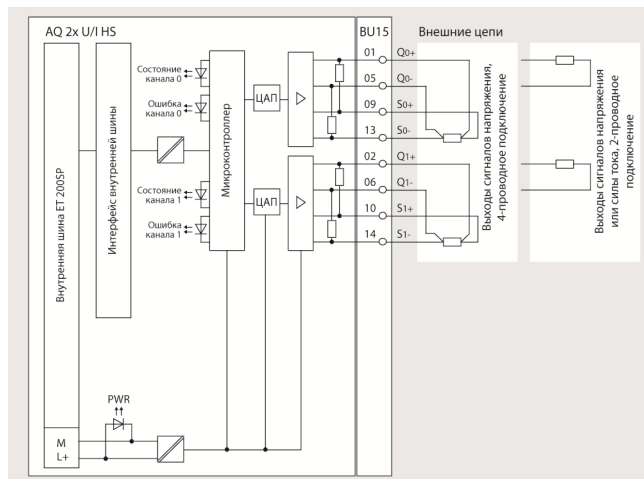 AQ 2x U/I HS
BU15
Внешние цепи
Внутренняя шина ET 200SP
Интерфейс внутренней шины
Состояние
канала 0
Ошибка
канала 0
Состояние
канала 1
Ошибка
канала 1
Микроконтроллер
ЦАП
ЦАП
01
Q0+
05
Q0-
09
S0+
13
S0-
02
Q1+
06
Q1-
10
S1+
14
S1-
Выходы сигналов напряжения,
4-проводное подключение
Выходы сигналов напряжения
или силы тока, 2-проводное
подключение
PWR
M
L+